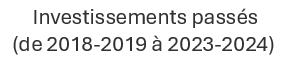 Investissements passés
(de 2018-2019 à 2023-2024)